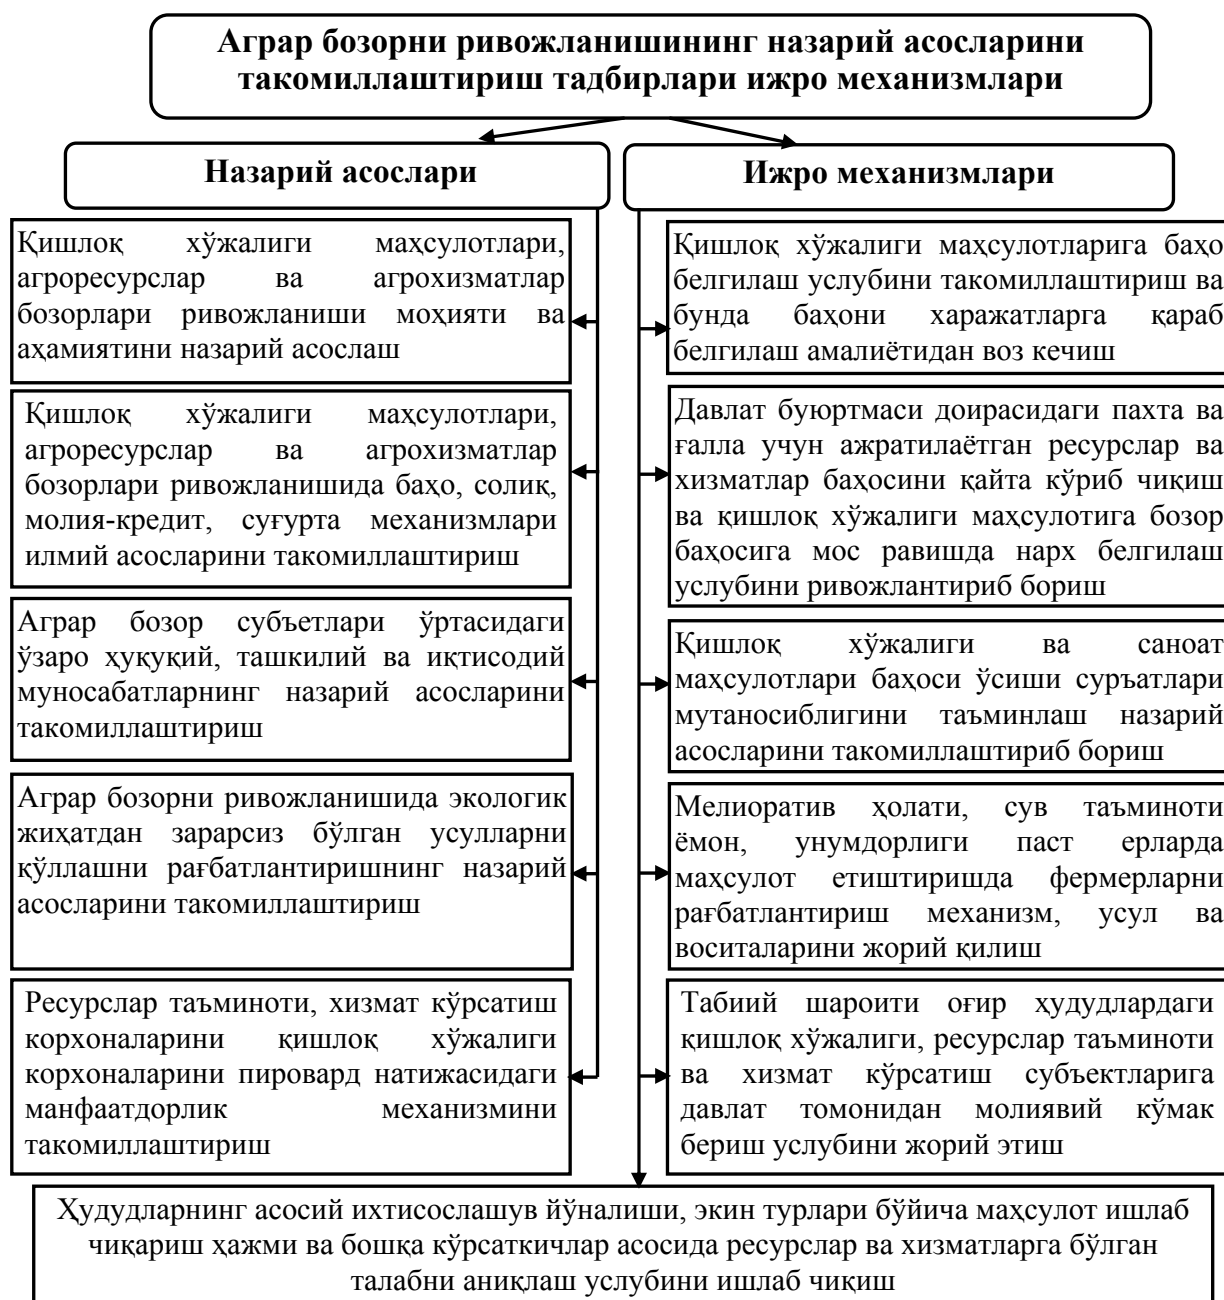 Аграр бозорни ривожланишининг назарий асосларини
такомиллаштириш тадбирлари ижро механизмлари
Назарий асослари
Қишлоқ хўжалиги маҳсулотлари,
агроресурслар ва агрохизматлар
бозорлари ривожланиши моҳияти ва
аҳамиятини назарий асослаш
Қишлоқ хўжалиги маҳсулотлари,
агроресурслар ва агрохизматлар
бозорлари ривожланишида баҳо, солиқ,
молия-кредит, суғурта механизмлари
илмий асосларини такомиллаштириш
Аграр бозор субъетлари ўртасидаги
ўзаро ҳуқуқий, ташкилий ва иқтисодий
муносабатларнинг назарий асосларини
такомиллаштириш
Аграр бозорни ривожланишида экологик
жиҳатдан зарарсиз бўлган усулларни
қўллашни рағбатлантиришнинг назарий
асосларини такомиллаштириш
Ресурслар таъминоти, хизмат кўрсатиш
корхоналарини қишлоқ хўжалиги
корхоналарини пировард натижасидаги
манфаатдорлик механизмини
такомиллаштириш
Ижро механизмлари
Қишлоқ хўжалиги маҳсулотларига баҳо
белгилаш услубини такомиллаштириш ва
бунда баҳони харажатларга қараб
белгилаш амалиётидан воз кечиш
Давлат буюртмаси доирасидаги пахта ва
ғалла учун ажратилаётган ресурслар ва
хизматлар баҳосини қайта кўриб чиқиш
ва қишлоқ хўжалиги маҳсулотига бозор
баҳосига мос равишда нарх белгилаш
услубини ривожлантириб бориш
Қишлоқ хўжалиги ва саноат
маҳсулотлари баҳоси ўсиши суръатлари
мутаносиблигини таъминлаш назарий
асосларини такомиллаштириб бориш
Мелиоратив ҳолати, сув таъминоти
ёмон, унумдорлиги паст ерларда
маҳсулот етиштиришда фермерларни
рағбатлантириш механизм, усул ва
воситаларини жорий қилиш
Табиий шароити оғир ҳудудлардаги
қишлоқ хўжалиги, ресурслар таъминоти
ва хизмат кўрсатиш субъектларига
давлат томонидан молиявий кўмак
бериш услубини жорий этиш
Ҳудудларнинг асосий ихтисослашув йўналиши, экин турлари бўйича маҳсулот ишлаб
чиқариш ҳажми ва бошқа кўрсаткичлар асосида ресурслар ва хизматларга бўлган
талабни аниқлаш услубини ишлаб чиқиш